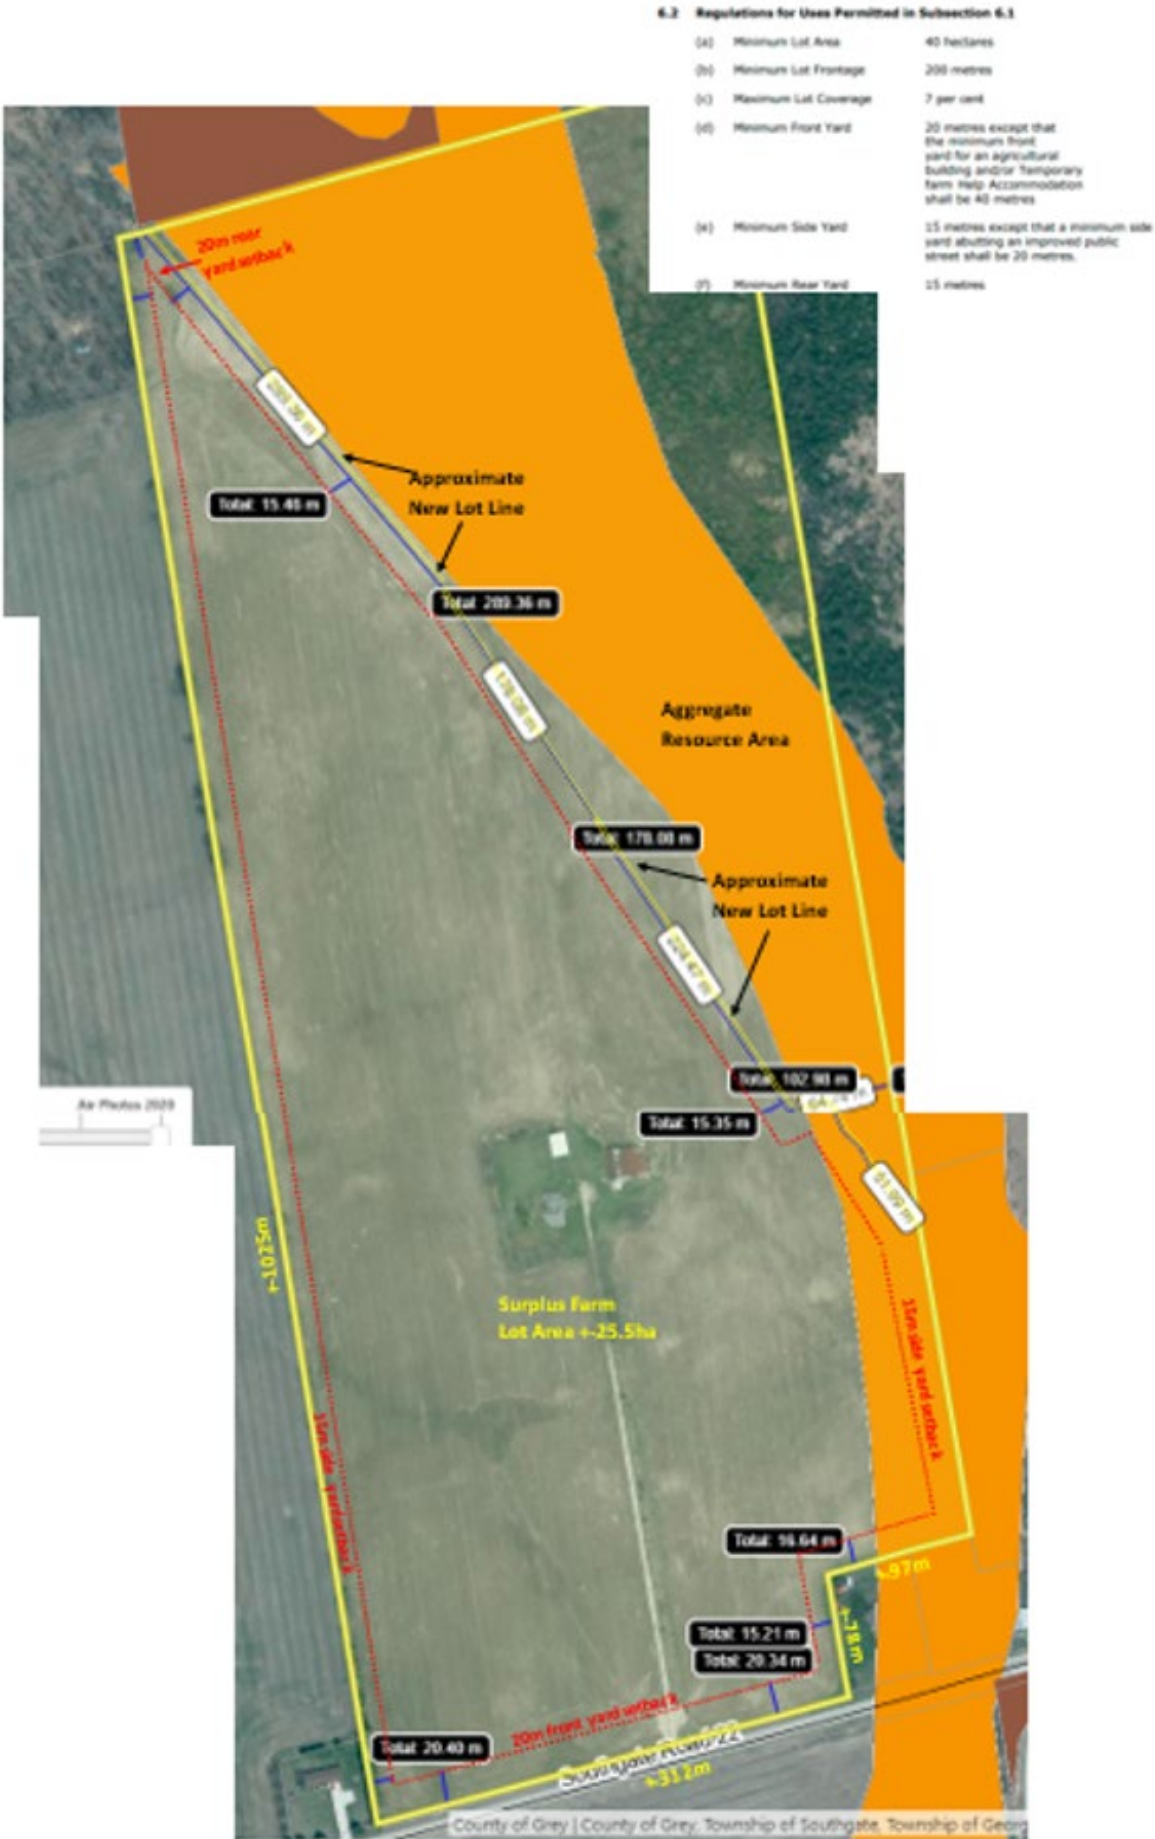 6.2 Regulations for Uses Permitted in Subsection 6.1
(a) Minimum Lot Area 40 hectares
(b) Minimum Lot Frontage 200 metres
(c) Maximum Lot Coverage 7 per cent
(d) Minimum Front Yard 20 metres except that
the minimum front
yard for an agricultural
building and/or Temporary
farm Help Accommodation
shall be 40 metres
(e) Minimum Side Yard 15 metres except that a minimum side
yard abutting an improved public
street shall be 20 metres.
(f) Minimum Rear Yard 15 metres
20m rear
yard setback
Approximate
New Lot Line
Total: 15.46 m
Total: 289.36 m
Aggregate
Resource Area
Total: 178.08 m
Approximate
New Lot Line
224.47 m
Total: 102.98 m
Air Photos 2020
Total: 15.35 m
+-1025m
Surplus Farm
Lot Area +-25.5ha
15m side yard setback
15m side yard setback
Total: 16.64 m
+-97m
Total: 15.21 m
+-78m
Total: 20.34 m
20m front yard setback
Total: 20.40 m
Southgate Road 22
+-312m
County of Grey | County of Grey, Township of Southgate, Township of Georg